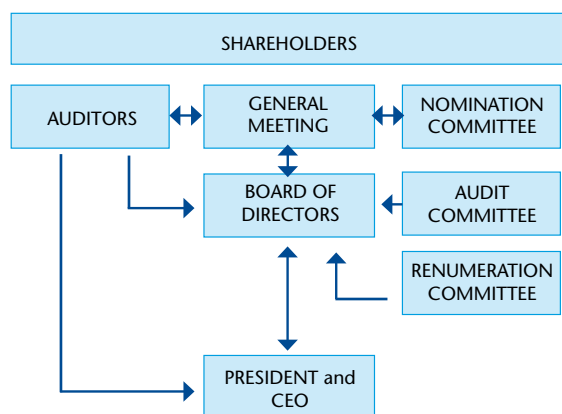 SHAREHOLDERS
AUDITORS
GENERAL
MEETING
NOMINATION
COMMITTEE
BOARD OF
DIRECTORS
AUDIT
COMMITTEE
RENUMERATION
COMMITTEE
PRESIDENT and
CEO